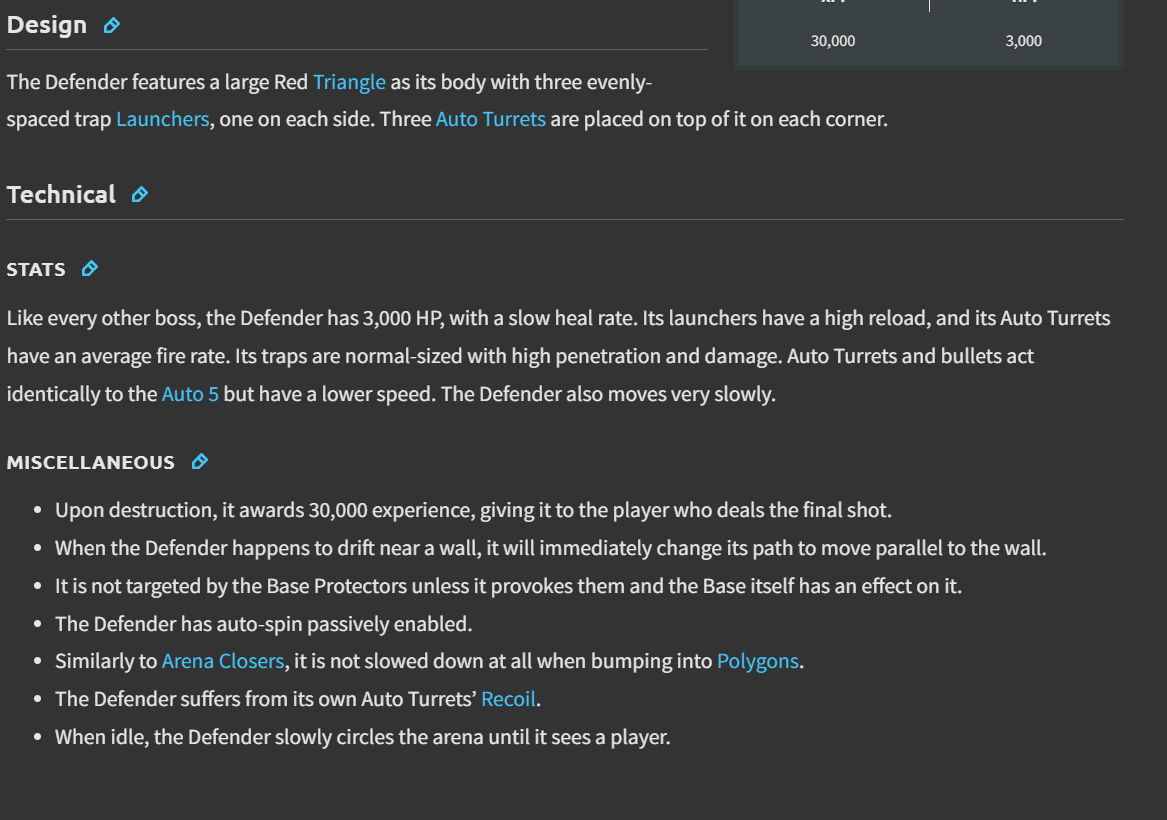 Design
30,000 3,000
The Defender features a large Red Triangle as its body with three evenly-
spaced trap Launchers, one on each side. Three Auto Turrets are placed on top of it on each corner.
Technical
STATS
Like every other boss, the Defender has 3,000 HP, with a slow heal rate. Its launchers have a high reload, and its Auto Turrets
have an average fire rate. Its traps are normal-sized with high penetration and damage. Auto Turrets and bullets act
identically to the Auto 5 but have a lower speed. The Defender also moves very slowly.
MISCELLANEOUS
• Upon destruction, it awards 30,000 experience, giving it to the player who deals the final shot.
• When the Defender happens to drift near a wall, it will immediately change its path to move parallel to the wall.
• It is not targeted by the Base Protectors unless it provokes them and the Base itself has an effect on it.
• The Defender has auto-spin passively enabled.
• Similarly to Arena Closers, it is not slowed down at all when bumping into Polygons.
• The Defender suffers from its own Auto Turrets’ Recoil.
• When idle, the Defender slowly circles the arena until it sees a player.